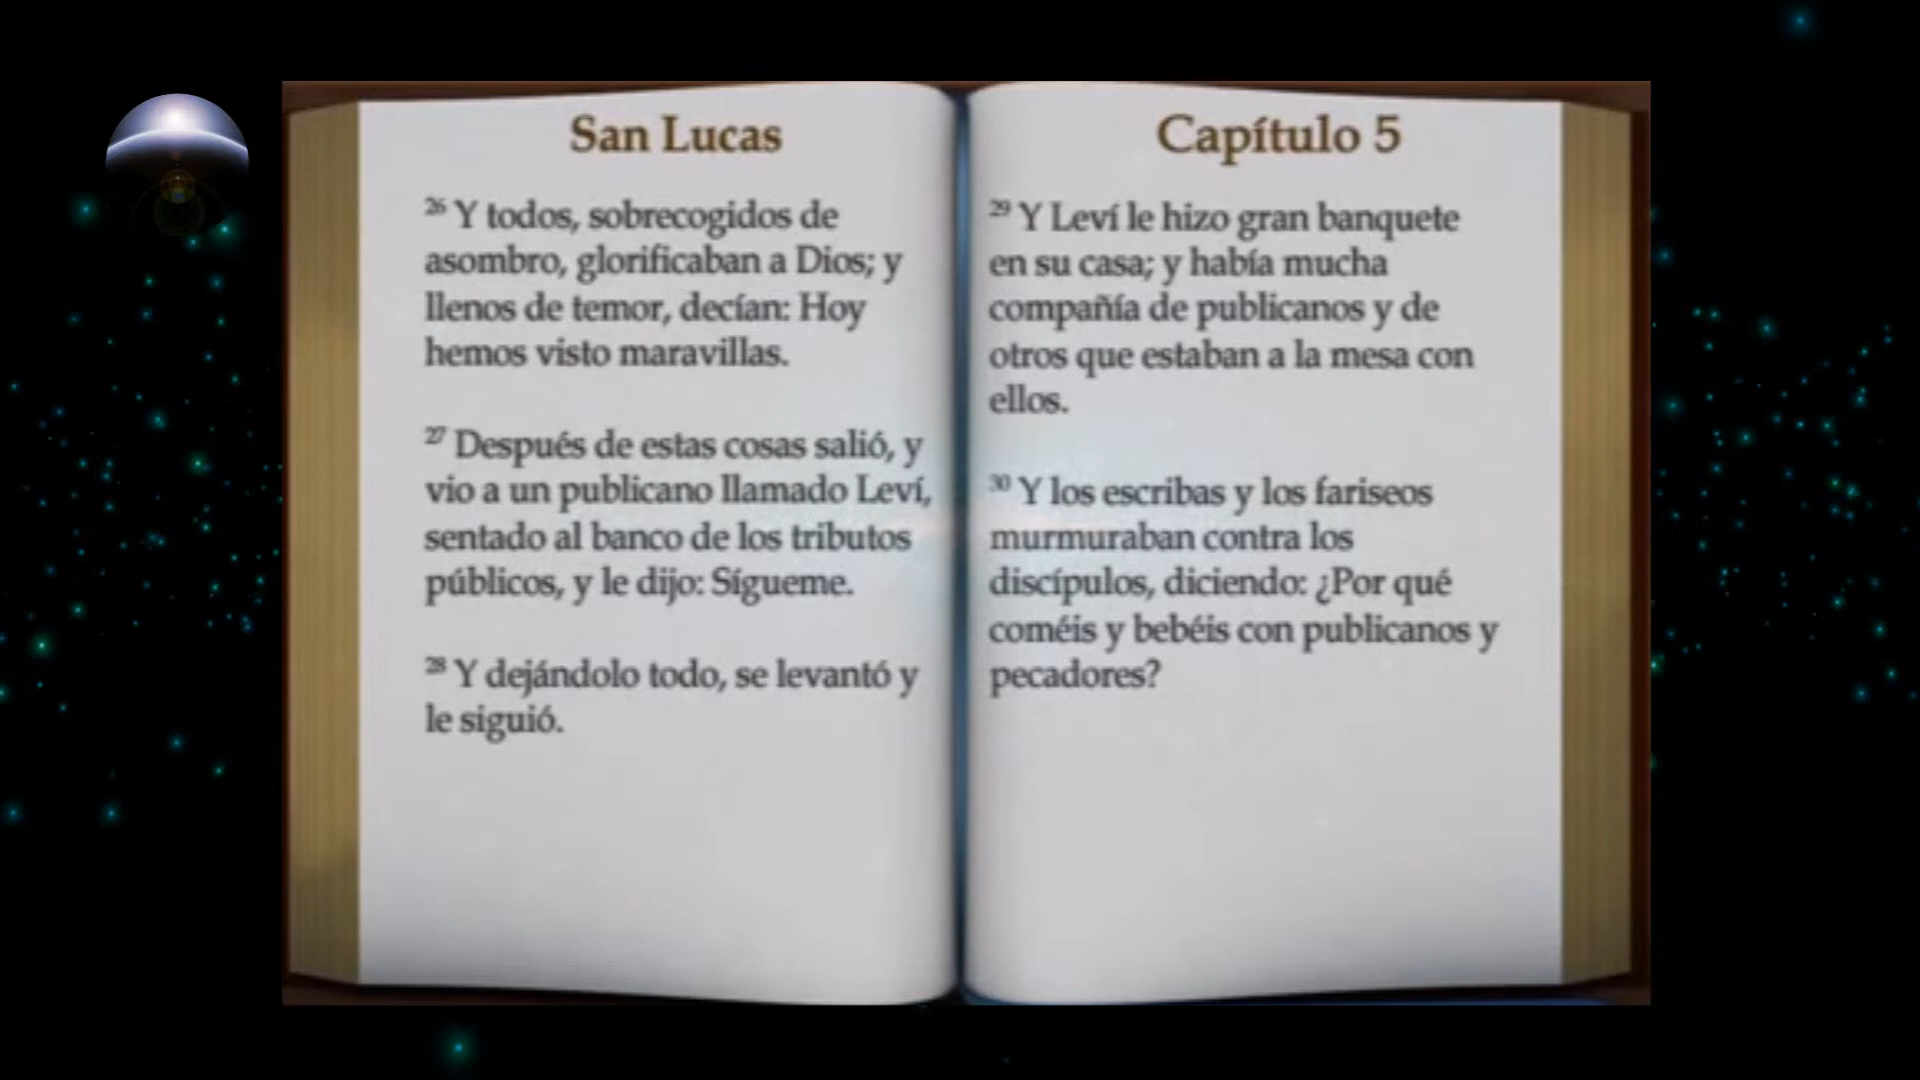 San Lucas
26 Y todos, sobrecogidos de
asombro, glorificaban a Dios; y
llenos de temor, decían: Hoy
hemos visto maravillas.
27 Después de estas cosas salió, y
vio a un publicano llamado Leví,
sentado al banco de los tributos
públicos, y le dijo: Sígueme.
28 Y dejándolo todo, se levantó y
le siguió.
Capítulo 5
29 Y Leví le hizo gran banquete
en su casa; y había mucha
compañía de publicanos y de
otros que estaban a la mesa con
ellos.
30 Y los escribas y los fariseos
murmuraban contra los
discípulos, diciendo: ¿Por qué
coméis y bebéis con publicanos y
pecadores?